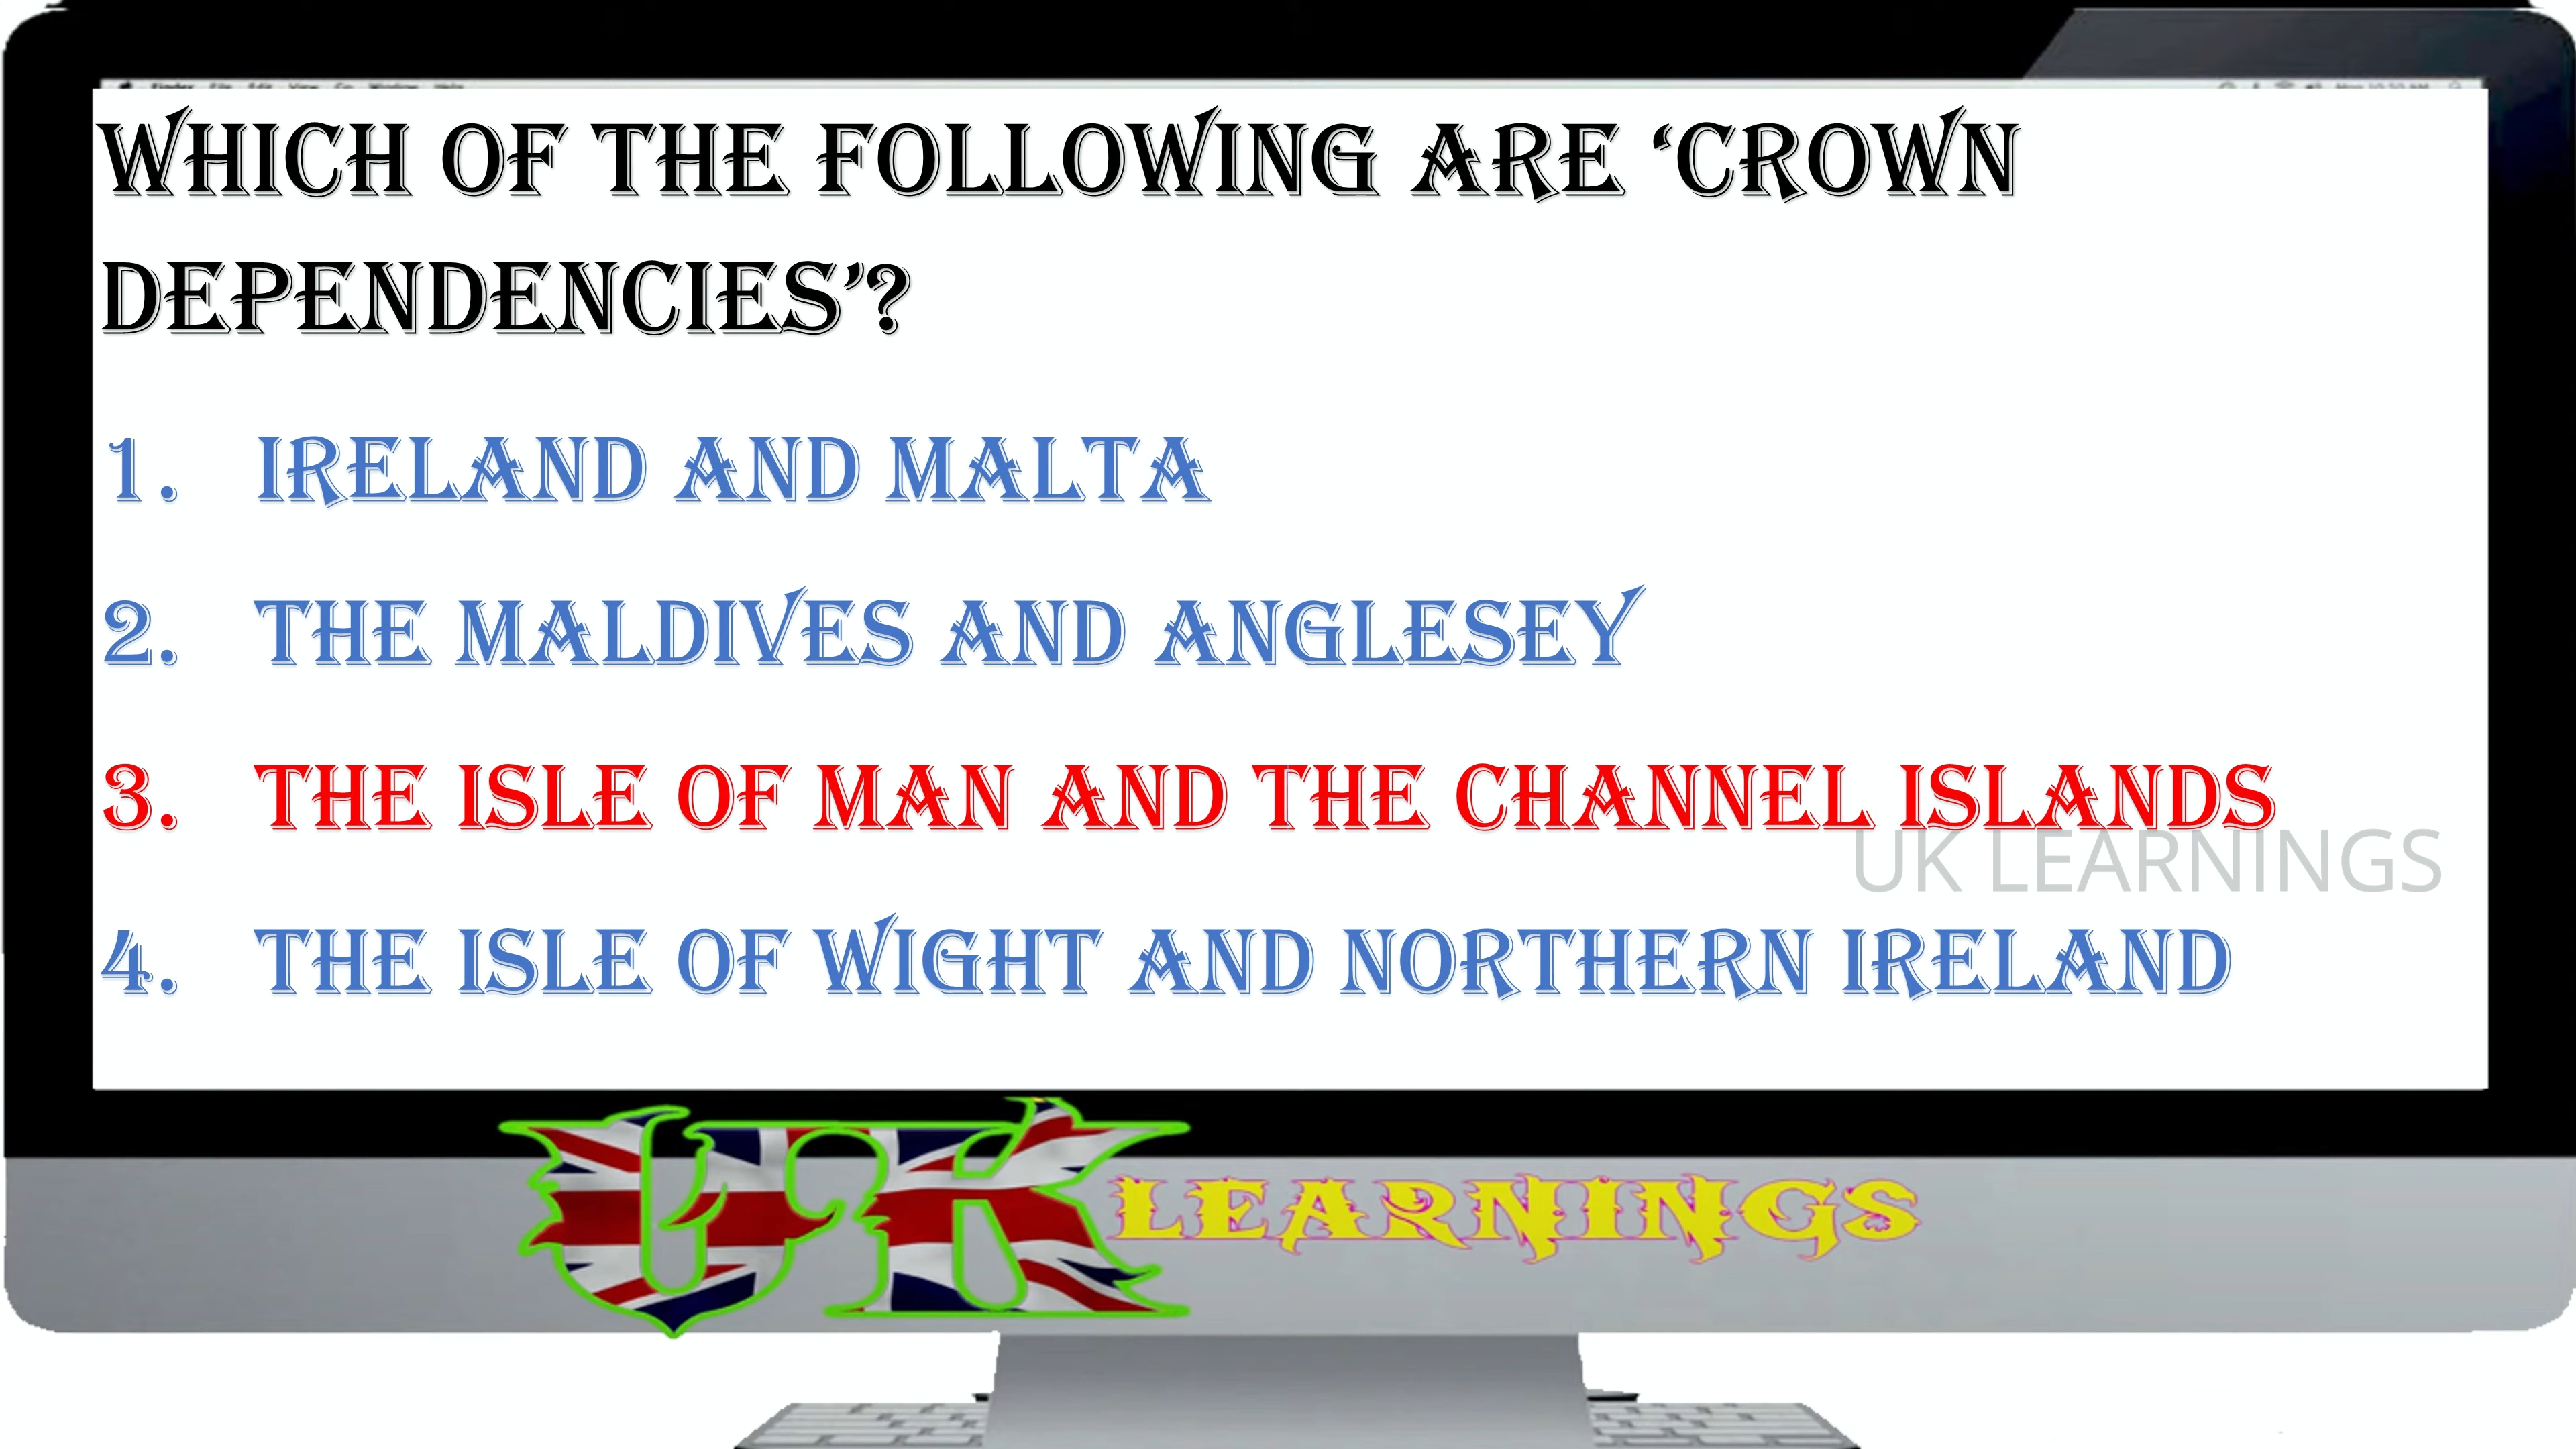 WHICH OF THE FOLLOWING ARE ‘CROWN
DEPENDENCIES’?
1. IRELAND AND MALTA
2. THE MALDIVES AND ANGLESEY
3. THE ISLE OF MAN AND THE CHANNEL ISLANDS
UK LEARNINGS
4. THE ISLE OF WIGHT AND NORTHERN IRELAND
UK LEARNINGS